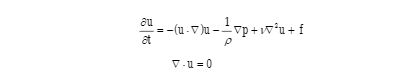 ∂u/∂t = −(u · ∇)u − 1/ρ ∇p + ν∇²u + f
∇ · u = 0